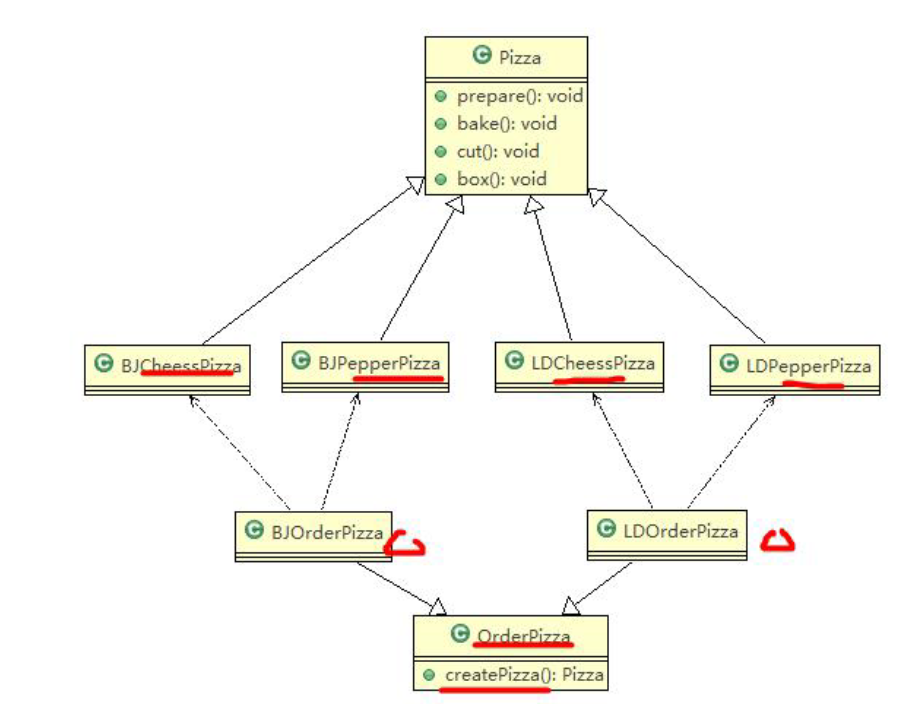 C Pizza
prepare(): void
bake(): void
cut(): void
box(): void
C BJCheessPizza
C BJPepperPizza
C LDCheessPizza
C LDPepperPizza
C BJOrderPizza
C LDOrderPizza
C OrderPizza
createPizza(): Pizza